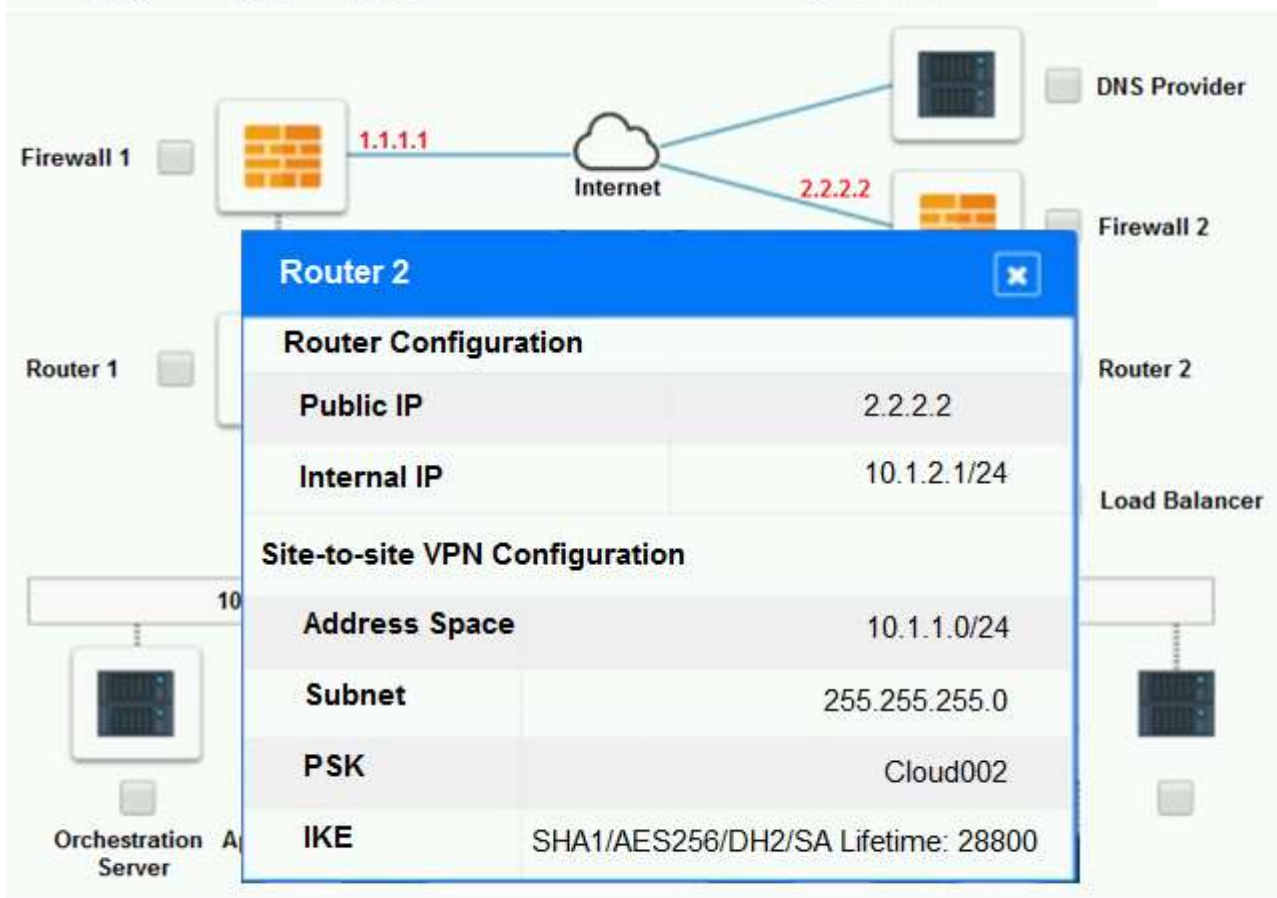 DNS Provider
Firewall 1
1.1.1.1
Internet
2.2.2.2
Firewall 2
Router 2
Router Configuration
Public IP 2.2.2.2
Internal IP 10.1.2.1/24
Site-to-site VPN Configuration
Address Space 10.1.1.0/24
Subnet 255.255.255.0
PSK Cloud002
IKE SHA1/AES256/DH2/SA Lifetime: 28800
Router 1
Router 2
Load Balancer
10
Orchestration
Server